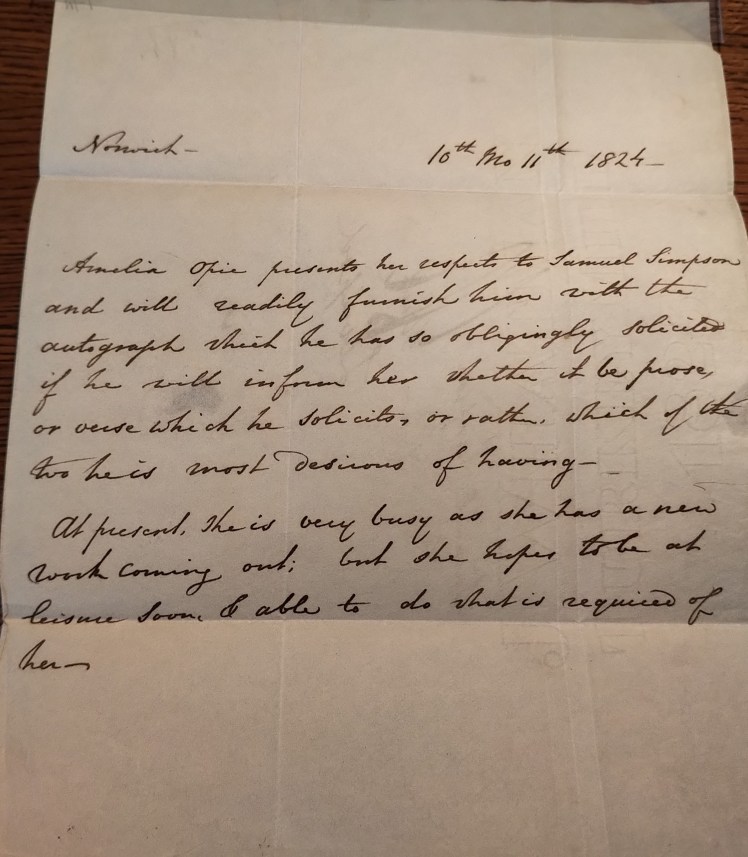 Norwich – 10th Mo 11th 1824 –
Amelia Opie presents her respects to Samuel Simpson
and will readily furnish him with the
autograph which he has so obligingly solicited
if he will inform her whether it be prose,
or verse which he solicits, or rather, which of the
two he is most desirous of having –
At present, she is very busy as she has a new
work coming out; but she hopes to be at
leisure soon, & able to do what is required of
her –